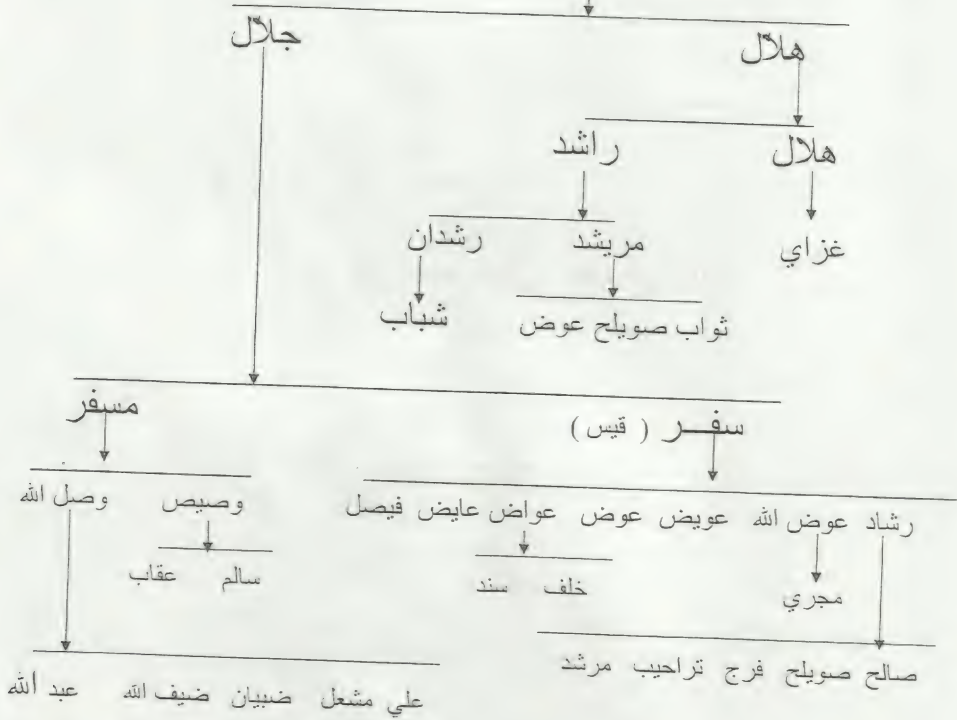 هلال جلال
هلال راشد
غزاي مريشد رشدان
ثواب صويلح عوض شباب
سفـــر ( قيس ) مسفر
رشاد عوض الله عويض عوض عواض عايض فيصل وصيص وصل الله
مجري خلف سند سالم عقاب
صالح صويلح فرج تراحيب مرشد
علي مشعل ضبيان ضيف الله عبد الله